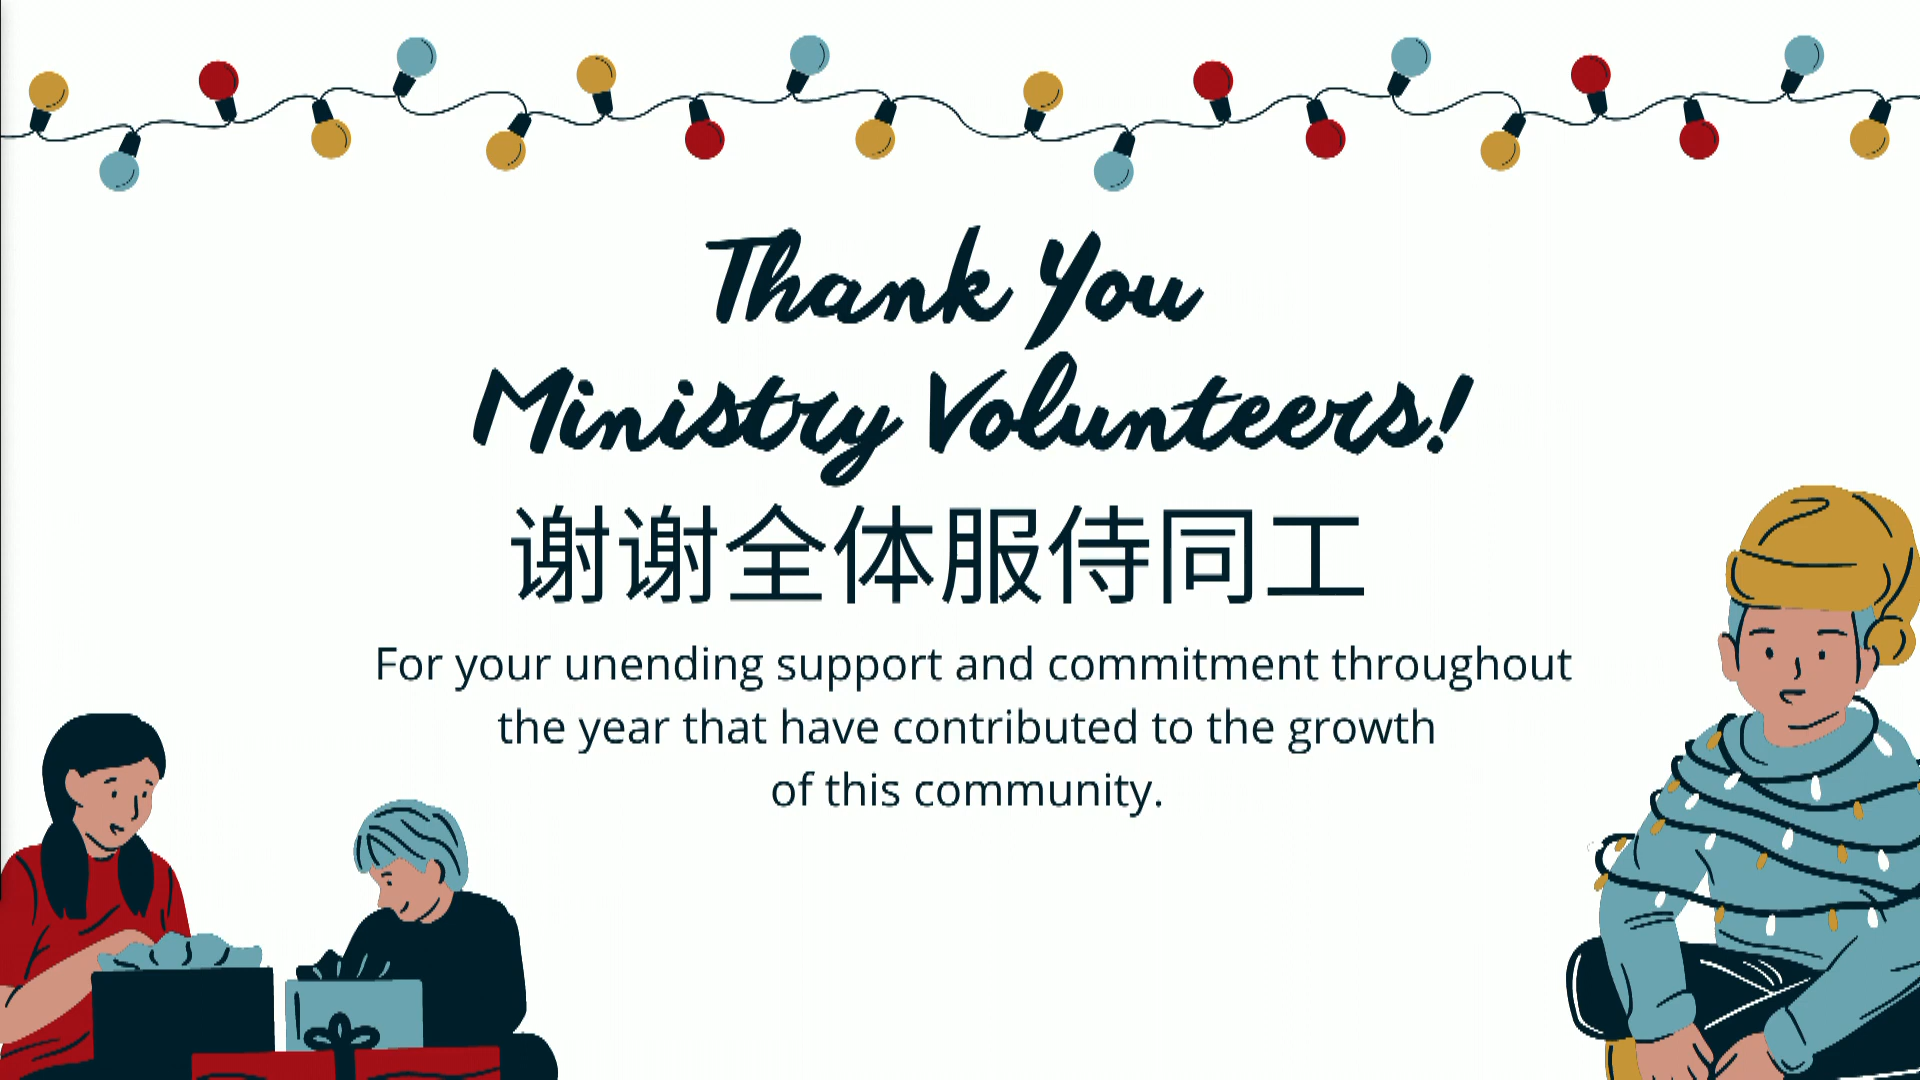 Thank You
Ministry Volunteers!
谢谢全体服侍同工
For your unending support and commitment throughout
the year that have contributed to the growth
of this community.